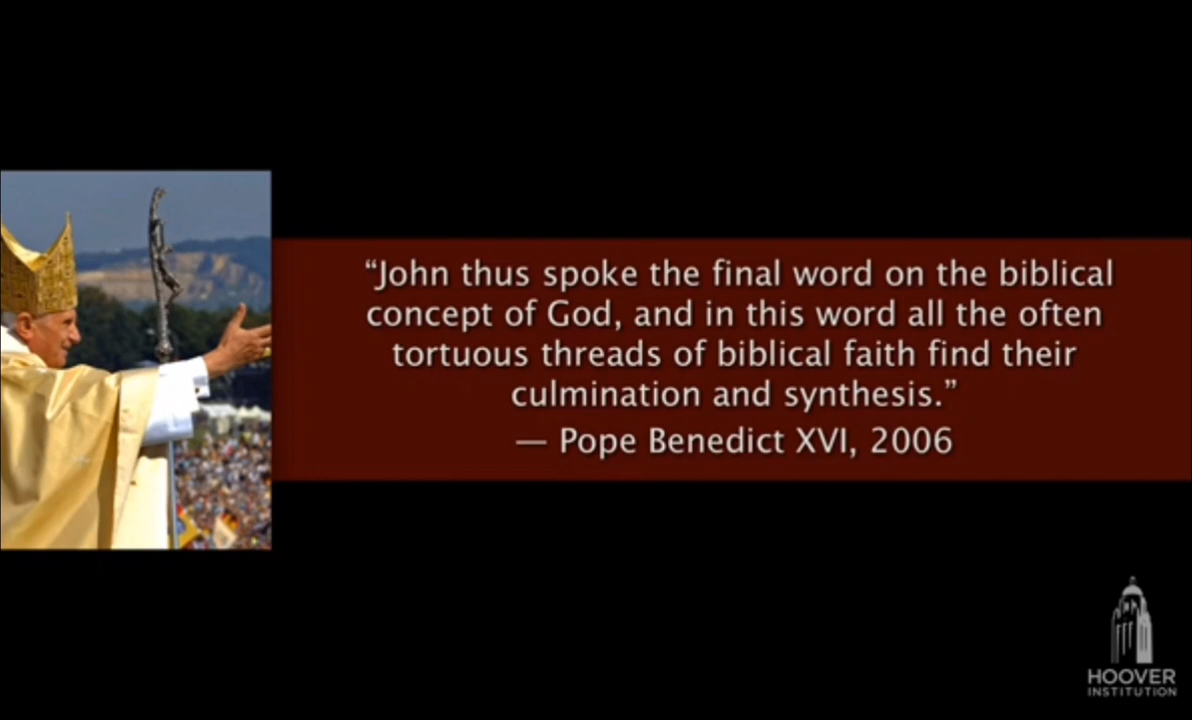 “John thus spoke the final word on the biblical
concept of God, and in this word all the often
tortuous threads of biblical faith find their
culmination and synthesis.”
— Pope Benedict XVI, 2006
HOOVER
INSTITUTION